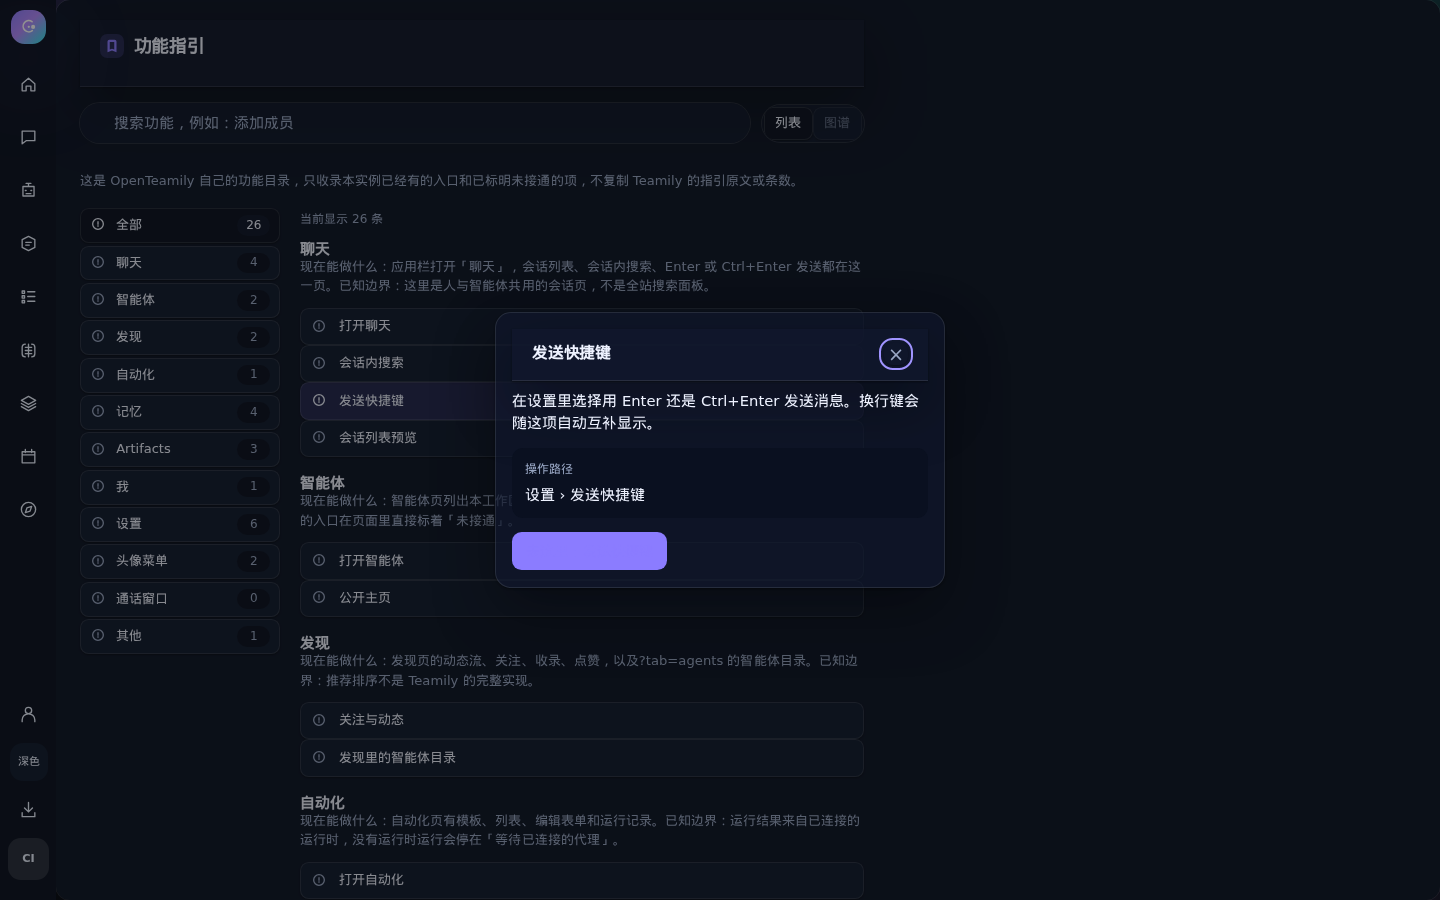 功能指引
搜索功能，例如：添加成员
列表
图谱
这是 OpenTeamily 自己的功能目录，只收录本实例已经有的入口和已标明未接通的项，不复制 Teamily 的指引原文或条数。
全部 26
聊天 4
智能体 2
发现 2
自动化 1
记忆 4
Artifacts 3
我 1
设置 6
头像菜单 2
通话窗口 0
其他 1
深色
CI
当前显示 26 条
聊天
现在能做什么：应用栏打开「聊天」，会话列表、会话内搜索、Enter 或 Ctrl+Enter 发送都在这
一页。已知边界：这里是人与智能体共用的会话页，不是全站搜索面板。
打开聊天
会话内搜索
发送快捷键
会话列表预览
智能体
现在能做什么：智能体页列出本工作
的入口在页面里直接标着「未接通」。
打开智能体
公开主页
发现
现在能做什么：发现页的动态流、关注、收录、点赞，以及?tab=agents 的智能体目录。已知边
界：推荐排序不是 Teamily 的完整实现。
关注与动态
发现里的智能体目录
自动化
现在能做什么：自动化页有模板、列表、编辑表单和运行记录。已知边界：运行结果来自已连接的
运行时，没有运行时运行会停在「等待已连接的代理」。
打开自动化
发送快捷键
在设置里选择用 Enter 还是 Ctrl+Enter 发送消息。换行键会
随这项自动互补显示。
操作路径
设置 › 发送快捷键